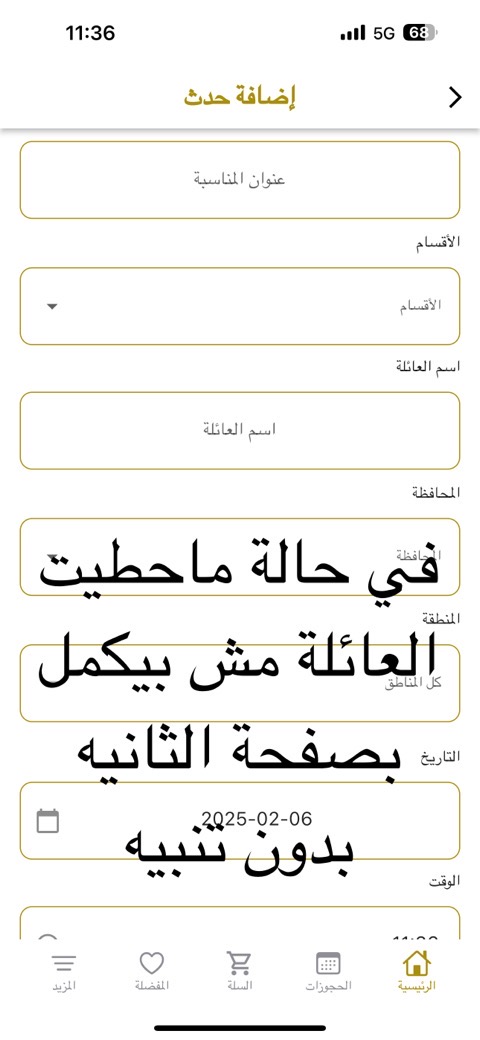 11:36
5G 68
إضافة حدث
عنوان المناسبة
الأقسام
الأقسام
اسم العائلة
اسم العائلة
المحافظة
المحافظة
في حالة ماحطيت
المنطقة
العائلة مش بيكمل
كل المناطق
بصفحة الثانيه
التاريخ
2025-02-06
بدون تنبيه
الوقت
الرئيسية
الحجوزات
السلة
المفضلة
المزيد